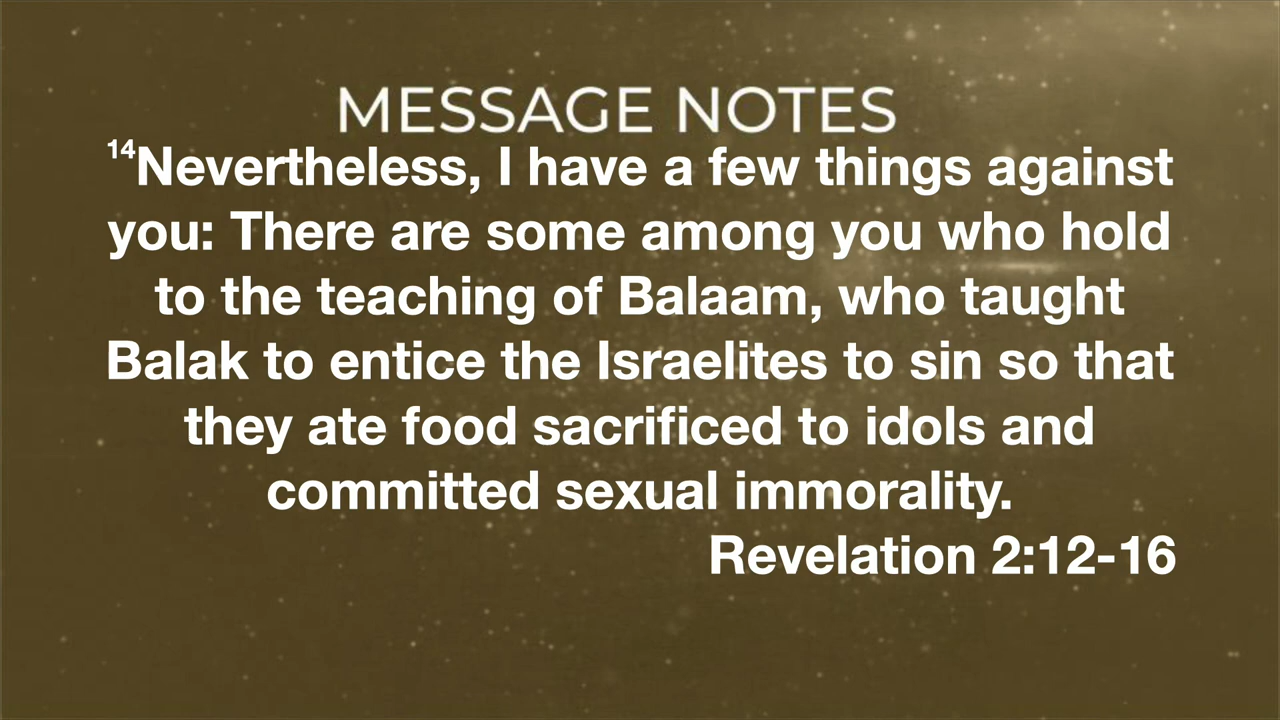 MESSAGE NOTES
14Nevertheless, I have a few things against
you: There are some among you who hold
to the teaching of Balaam, who taught
Balak to entice the Israelites to sin so that
they ate food sacrificed to idols and
committed sexual immorality.
Revelation 2:12-16